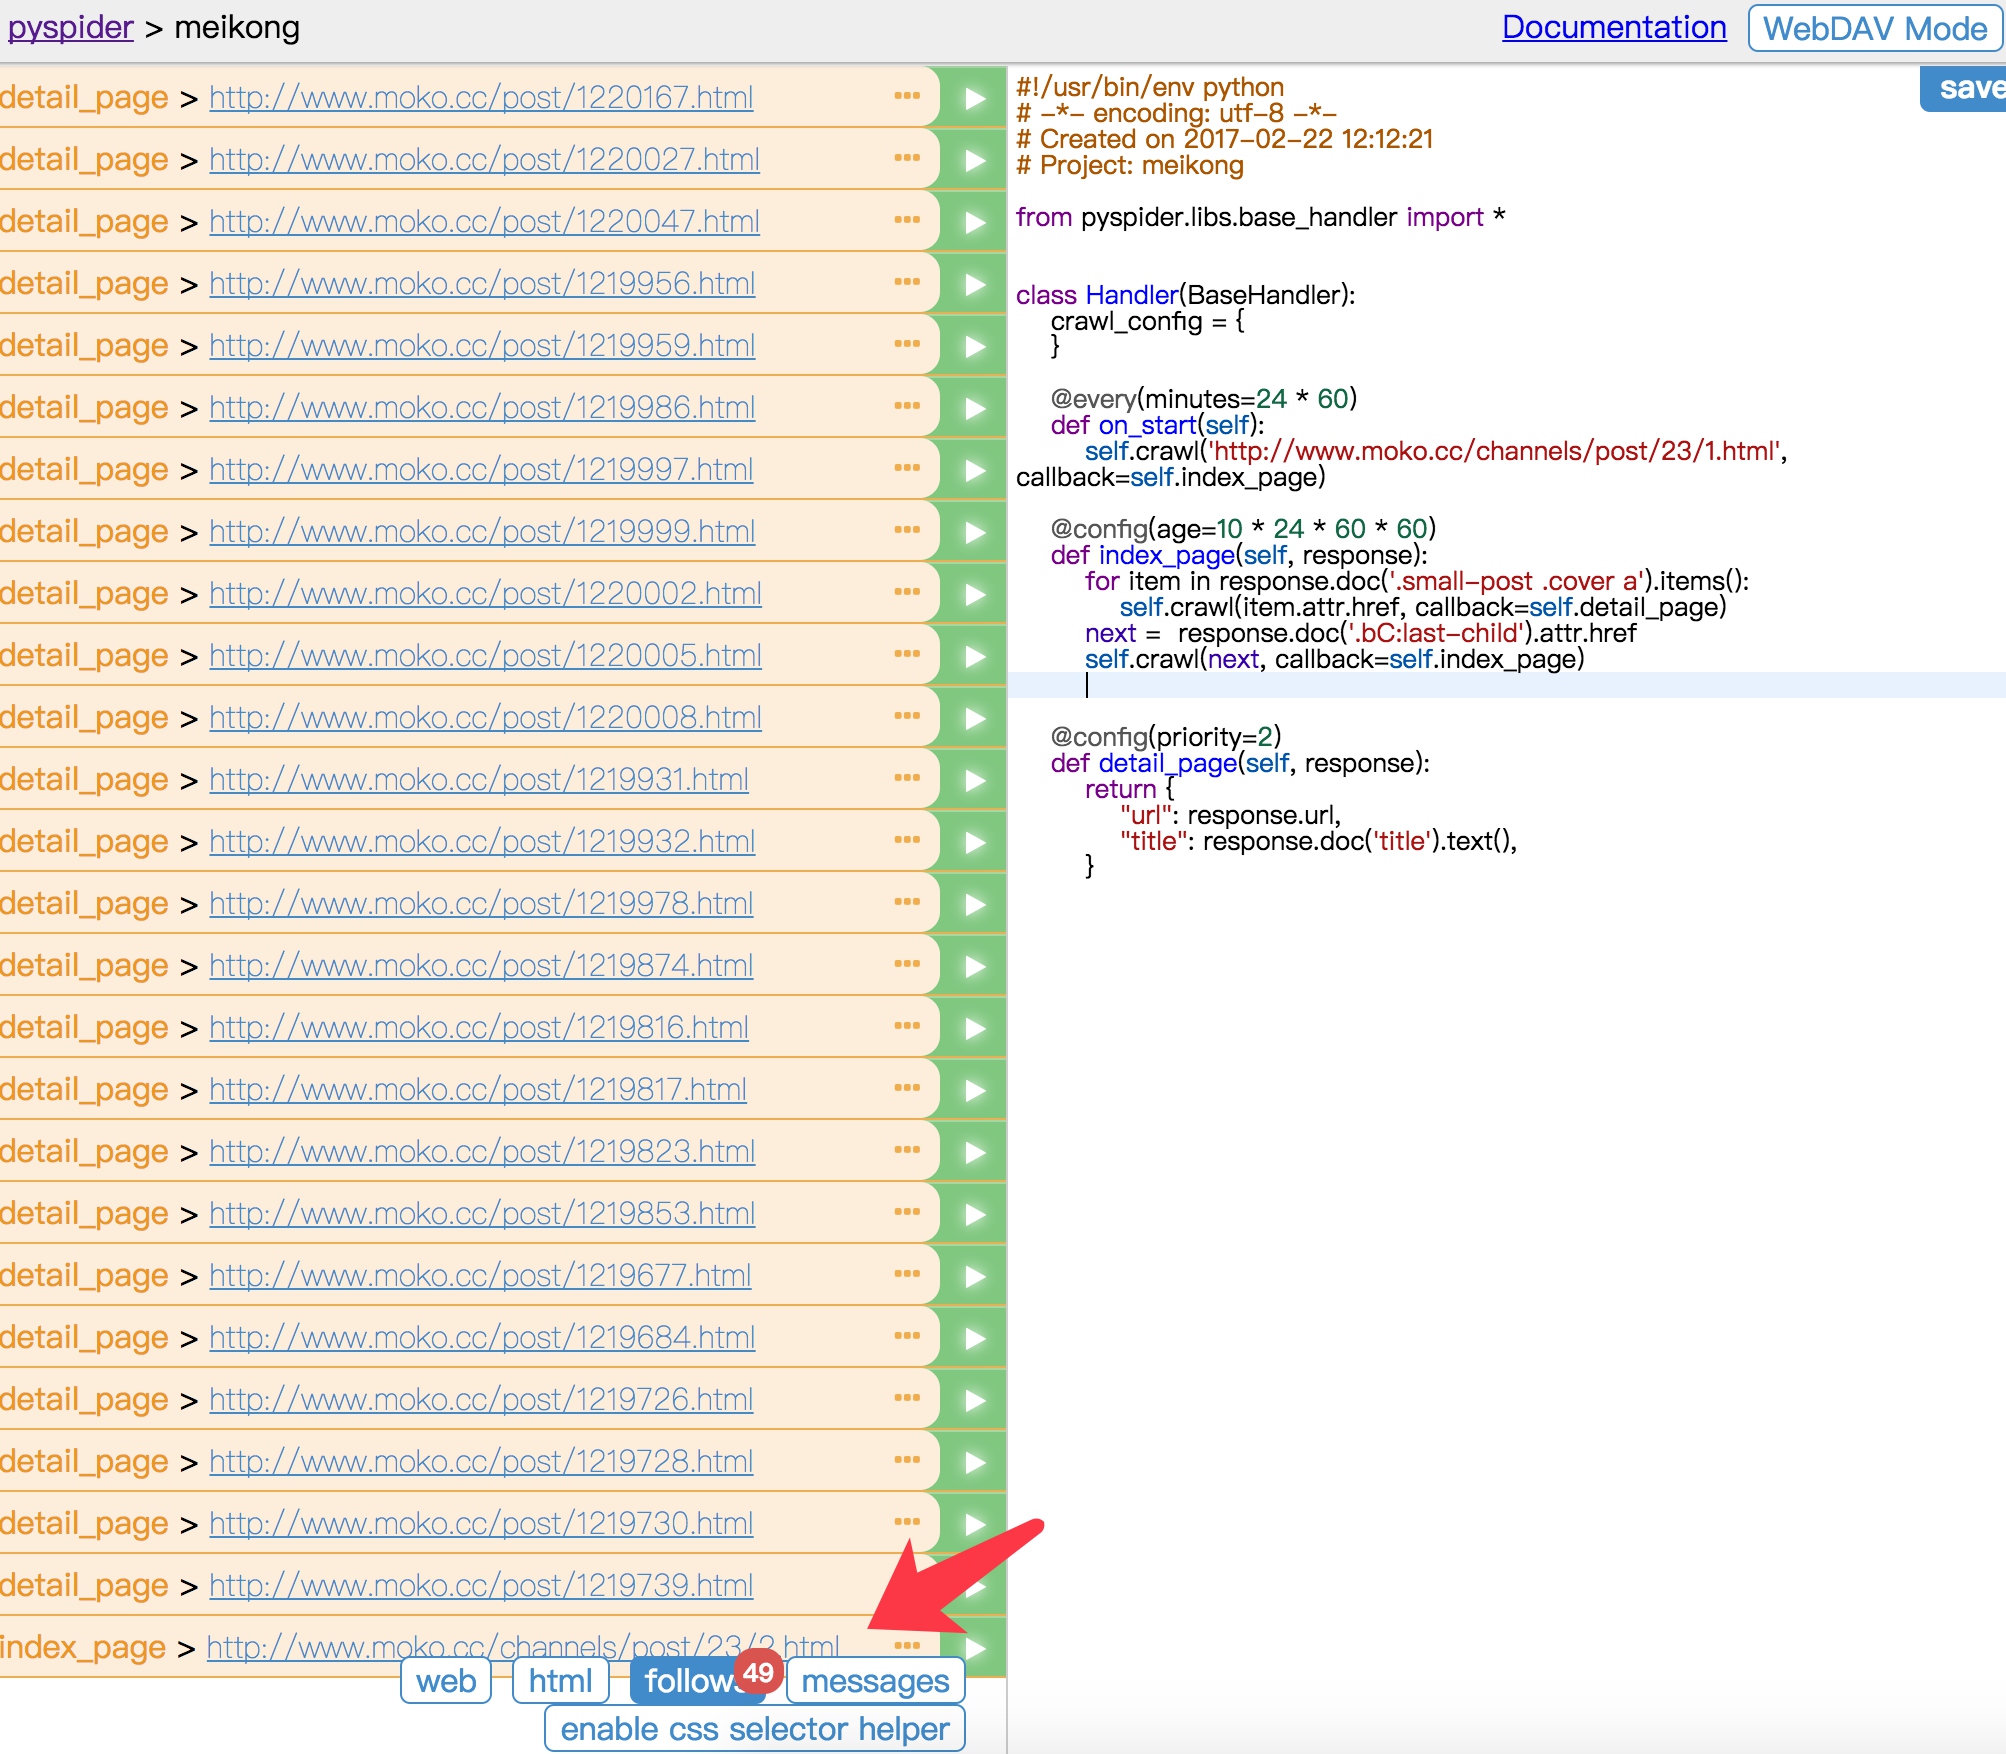 pyspider > meikong
Documentation
WebDAV Mode
detail_page > http://www.moko.cc/post/1220167.html
detail_page > http://www.moko.cc/post/1220027.html
detail_page > http://www.moko.cc/post/1220047.html
detail_page > http://www.moko.cc/post/1219956.html
detail_page > http://www.moko.cc/post/1219959.html
detail_page > http://www.moko.cc/post/1219986.html
detail_page > http://www.moko.cc/post/1219997.html
detail_page > http://www.moko.cc/post/1219999.html
detail_page > http://www.moko.cc/post/1220002.html
detail_page > http://www.moko.cc/post/1220005.html
detail_page > http://www.moko.cc/post/1220008.html
detail_page > http://www.moko.cc/post/1219931.html
detail_page > http://www.moko.cc/post/1219932.html
detail_page > http://www.moko.cc/post/1219978.html
detail_page > http://www.moko.cc/post/1219874.html
detail_page > http://www.moko.cc/post/1219816.html
detail_page > http://www.moko.cc/post/1219817.html
detail_page > http://www.moko.cc/post/1219823.html
detail_page > http://www.moko.cc/post/1219853.html
detail_page > http://www.moko.cc/post/1219677.html
detail_page > http://www.moko.cc/post/1219684.html
detail_page > http://www.moko.cc/post/1219726.html
detail_page > http://www.moko.cc/post/1219728.html
detail_page > http://www.moko.cc/post/1219730.html
detail_page > http://www.moko.cc/post/1219739.html
index_page > http://www.moko.cc/channels/post/23/2.html
web
html
follows
49
messages
enable css selector helper
save
#!/usr/bin/env python
# -*- encoding: utf-8 -*-
# Created on 2017-02-22 12:12:21
# Project: meikong
from pyspider.libs.base_handler import *
class Handler(BaseHandler):
crawl_config = {
}
@every(minutes=24 * 60)
def on_start(self):
self.crawl('http://www.moko.cc/channels/post/23/1.html',
callback=self.index_page)
@config(age=10 * 24 * 60 * 60)
def index_page(self, response):
for item in response.doc('.small-post .cover a').items():
self.crawl(item.attr.href, callback=self.detail_page)
next =  response.doc('.bC:last-child').attr.href
self.crawl(next, callback=self.index_page)
@config(priority=2)
def detail_page(self, response):
return {
"url": response.url,
"title": response.doc('title').text(),
}